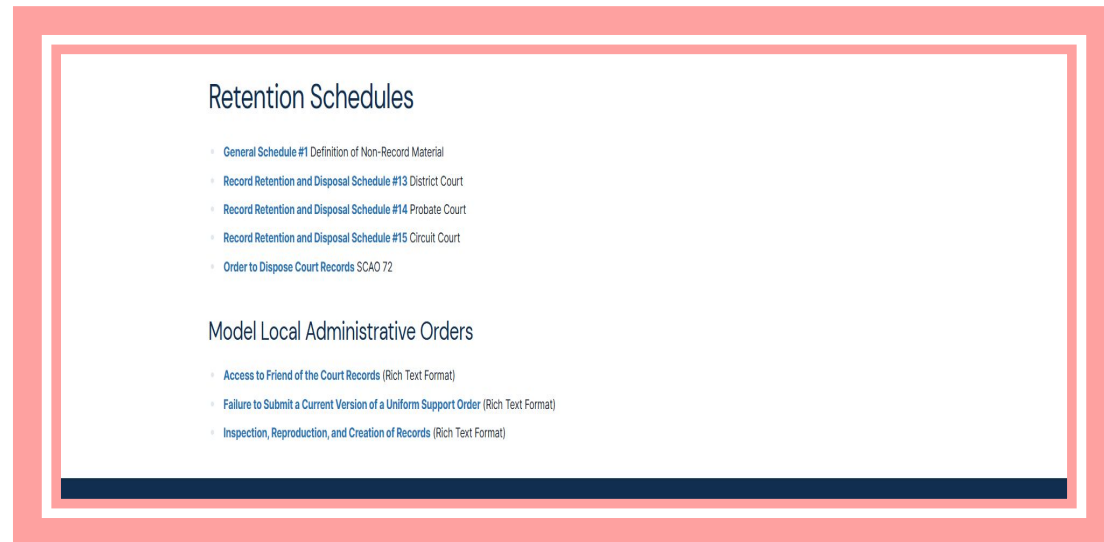 Retention Schedules
General Schedule #1 Definition of Non-Record Material
Record Retention and Disposal Schedule #13 District Court
Record Retention and Disposal Schedule #14 Probate Court
Record Retention and Disposal Schedule #15 Circuit Court
Order to Dispose Court Records SCAO 72
Model Local Administrative Orders
Access to Friend of the Court Records (Rich Text Format)
Failure to Submit a Current Version of a Uniform Support Order (Rich Text Format)
Inspection, Reproduction, and Creation of Records (Rich Text Format)